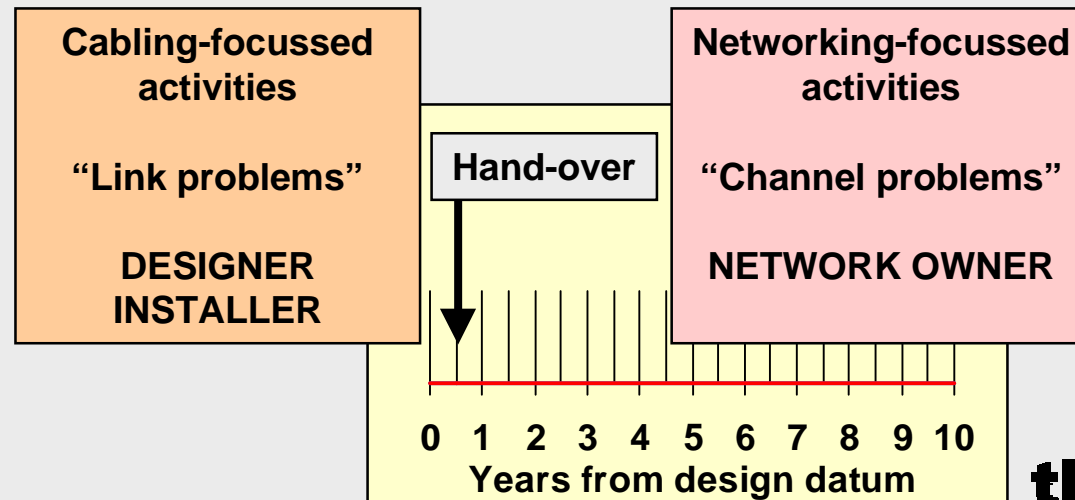 Cabling-focussed
activities
“Link problems”
DESIGNER
INSTALLER
Hand-over
Networking-focussed
activities
“Channel problems”
NETWORK OWNER
0 1 2 3 4 5 6 7 8 9 10
Years from design datum